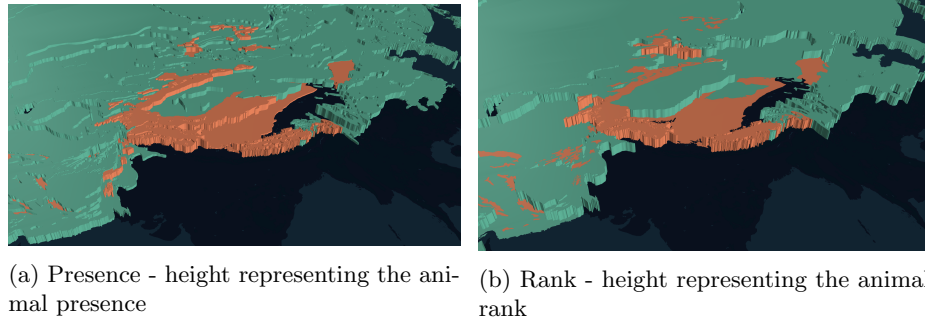 (a) Presence - height representing the ani-
mal presence
(b) Rank - height representing the animal
rank